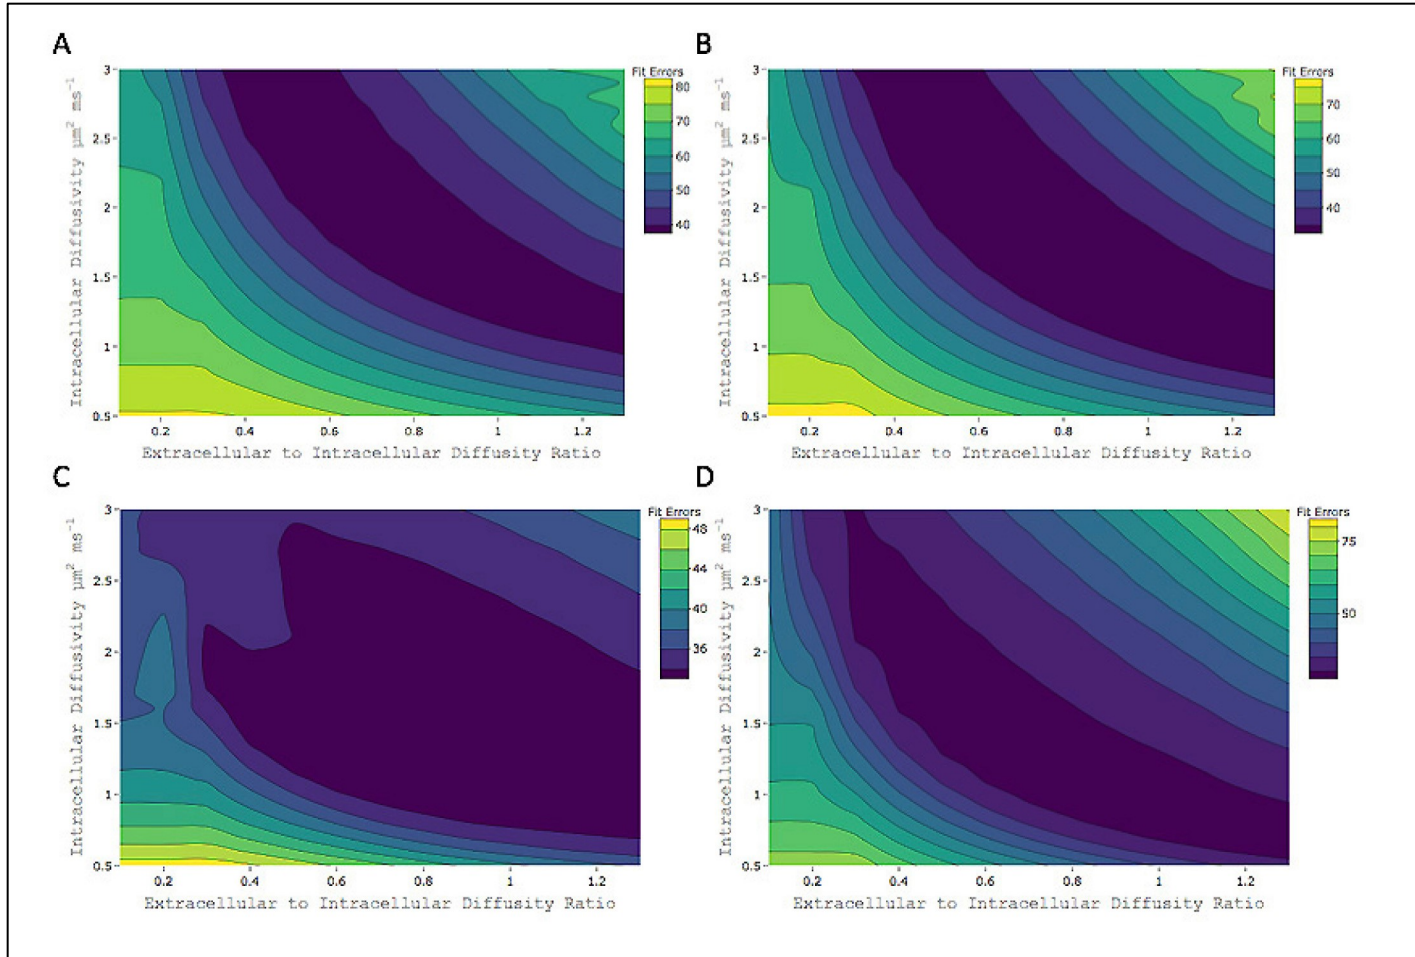 A
B
Fit Errors
Fit Errors
Intracellular Diffusivity µm² ms⁻¹
3
2.5
2
1.5
1
0.5
80
70
60
50
40
0.2 0.4 0.6 0.8 1 1.2
Extracellular to Intracellular Diffusity Ratio
Intracellular Diffusivity µm² ms⁻¹
3
2.5
2
1.5
1
0.5
70
60
50
40
0.2 0.4 0.6 0.8 1 1.2
Extracellular to Intracellular Diffusity Ratio
C
D
Fit Errors
Fit Errors
Intracellular Diffusivity µm² ms⁻¹
3
2.5
2
1.5
1
0.5
48
44
40
36
0.2 0.4 0.6 0.8 1 1.2
Extracellular to Intracellular Diffusity Ratio
Intracellular Diffusivity µm² ms⁻¹
3
2.5
2
1.5
1
0.5
75
50
0.2 0.4 0.6 0.8 1 1.2
Extracellular to Intracellular Diffusity Ratio